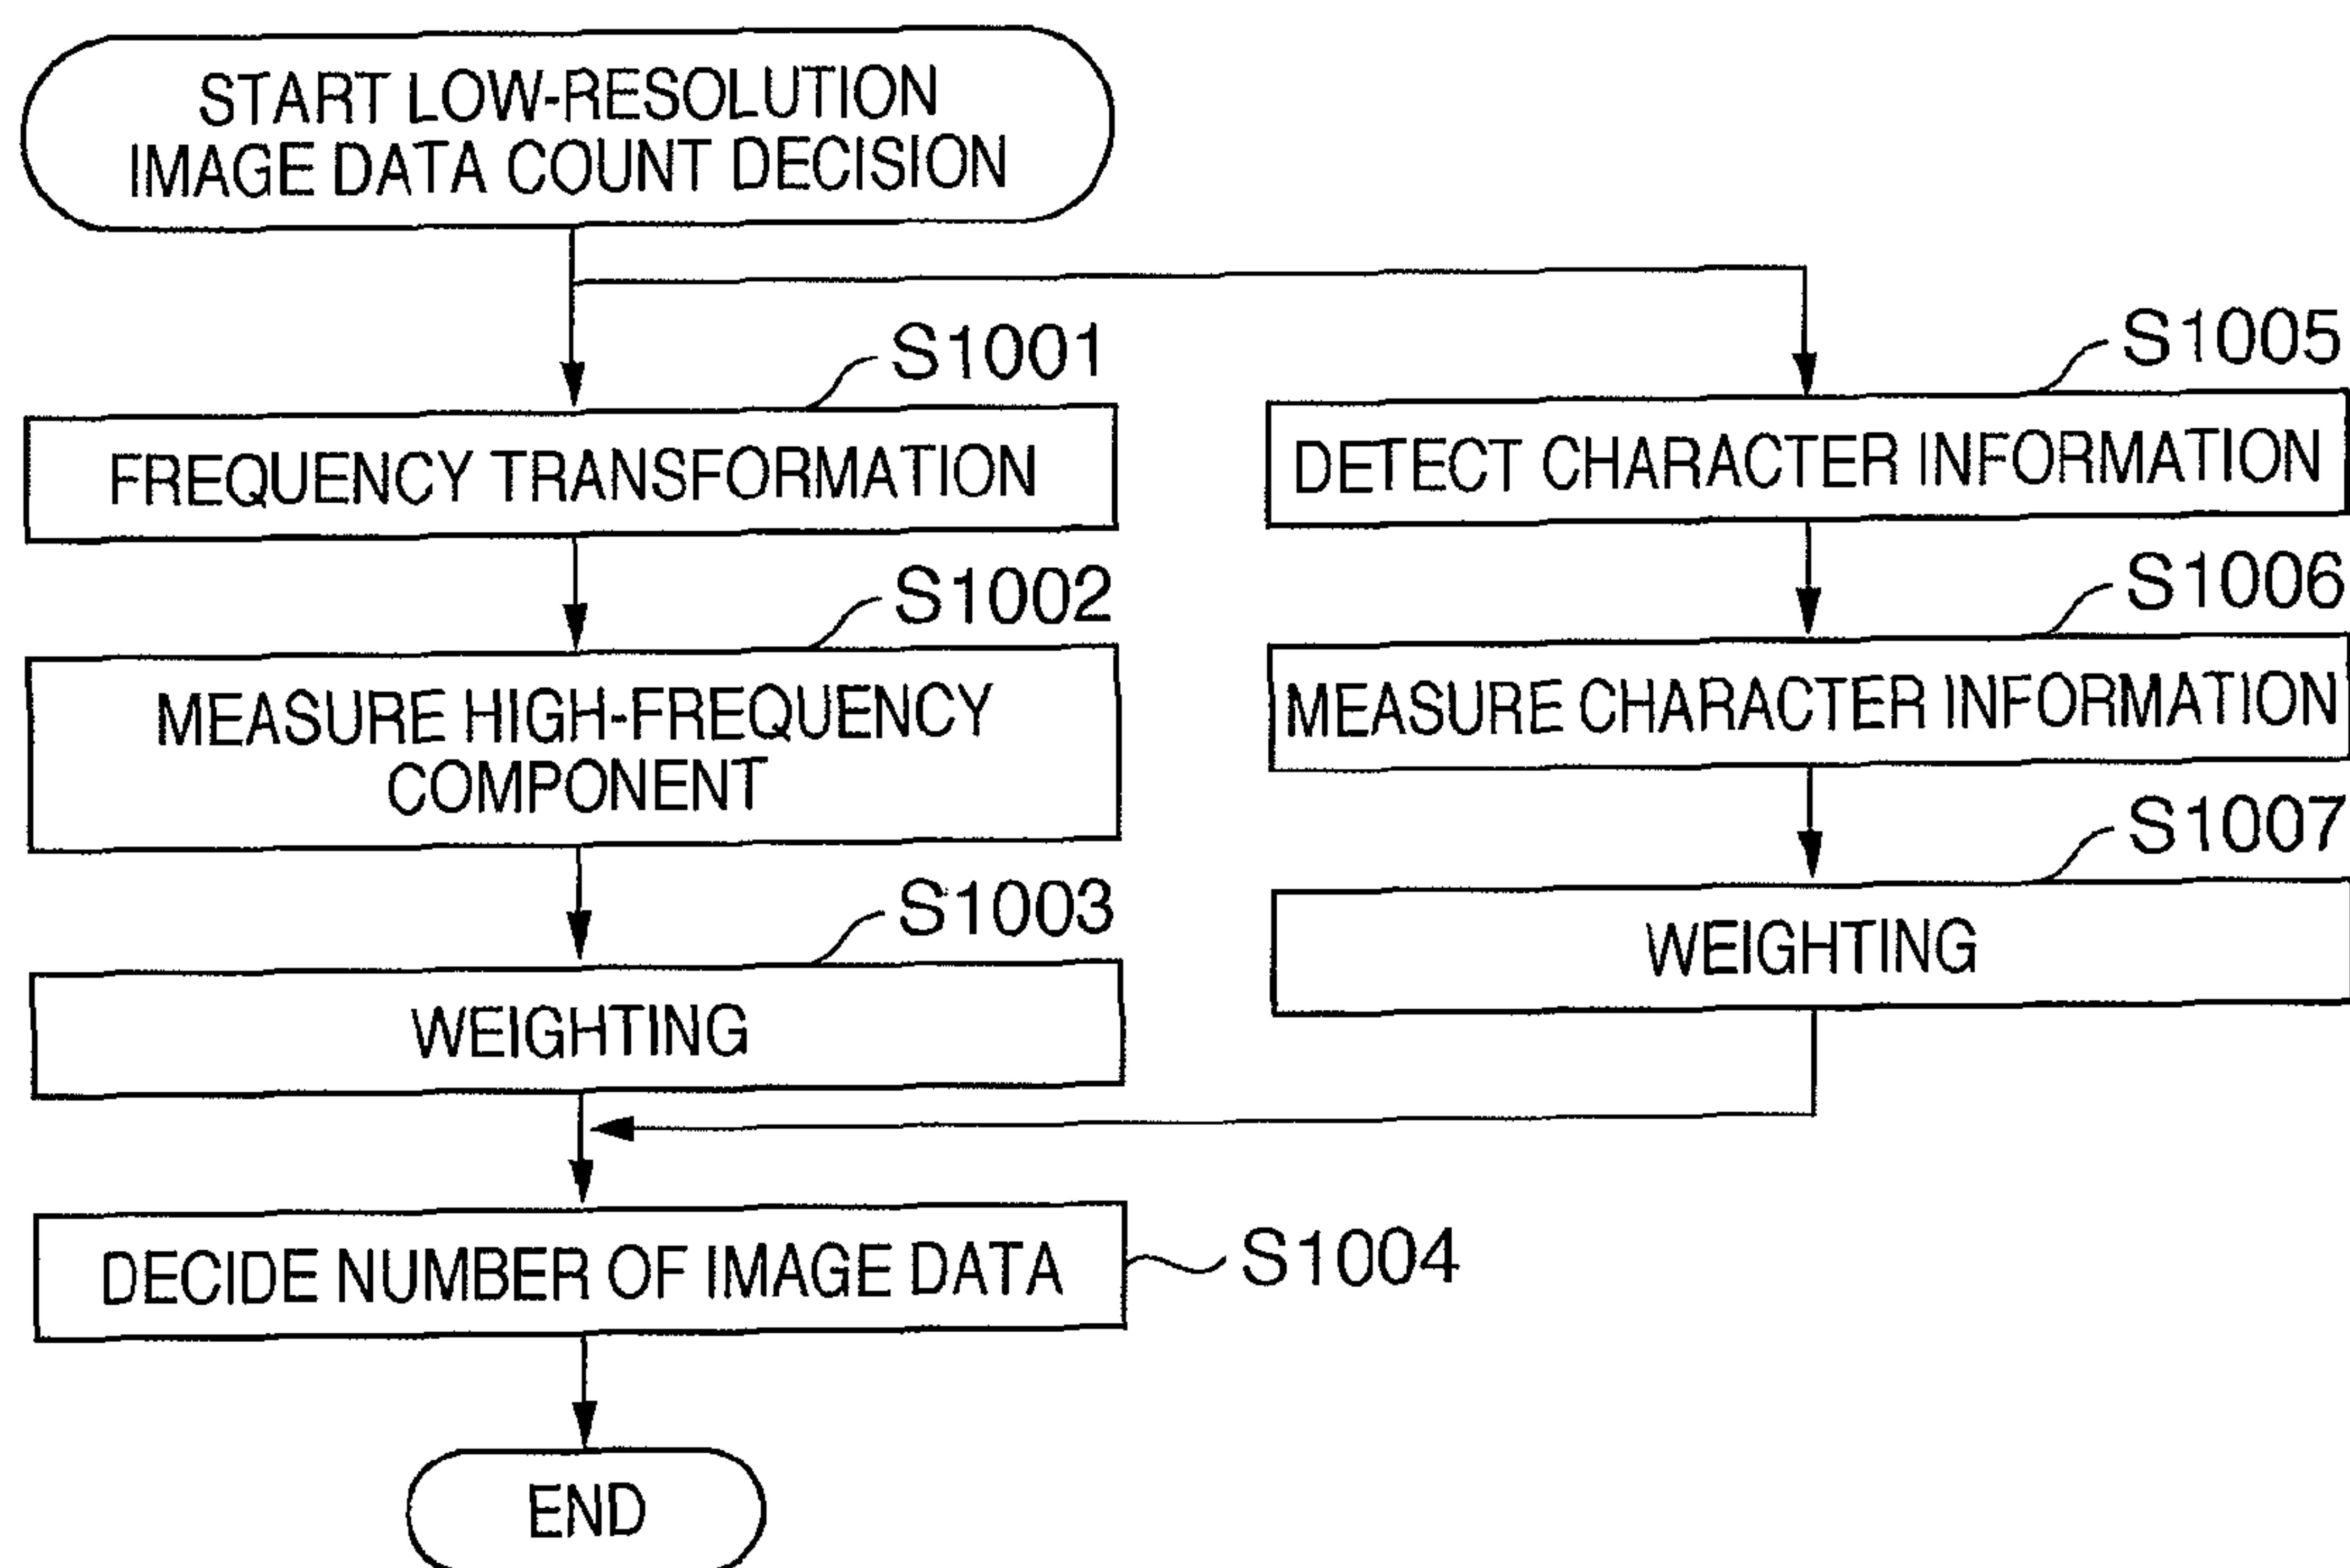 START LOW-RESOLUTION
IMAGE DATA COUNT DECISION
S1001
FREQUENCY TRANSFORMATION
S1002
MEASURE HIGH-FREQUENCY
COMPONENT
S1003
WEIGHTING
S1005
DETECT CHARACTER INFORMATION
S1006
MEASURE CHARACTER INFORMATION
S1007
WEIGHTING
DECIDE NUMBER OF IMAGE DATA
S1004
END